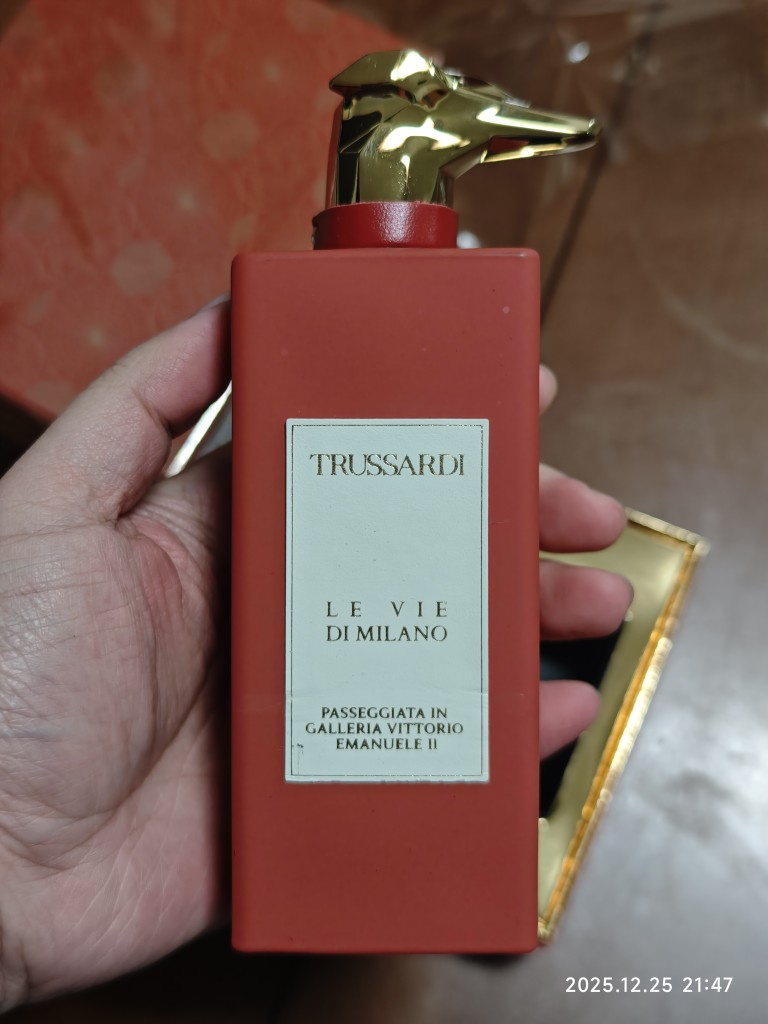 TRUSSARDI
LE VIE
DI MILANO
PASSEGGIATA IN
GALLERIA VITTORIO
EMANUELE II
2025.12.25 21:47